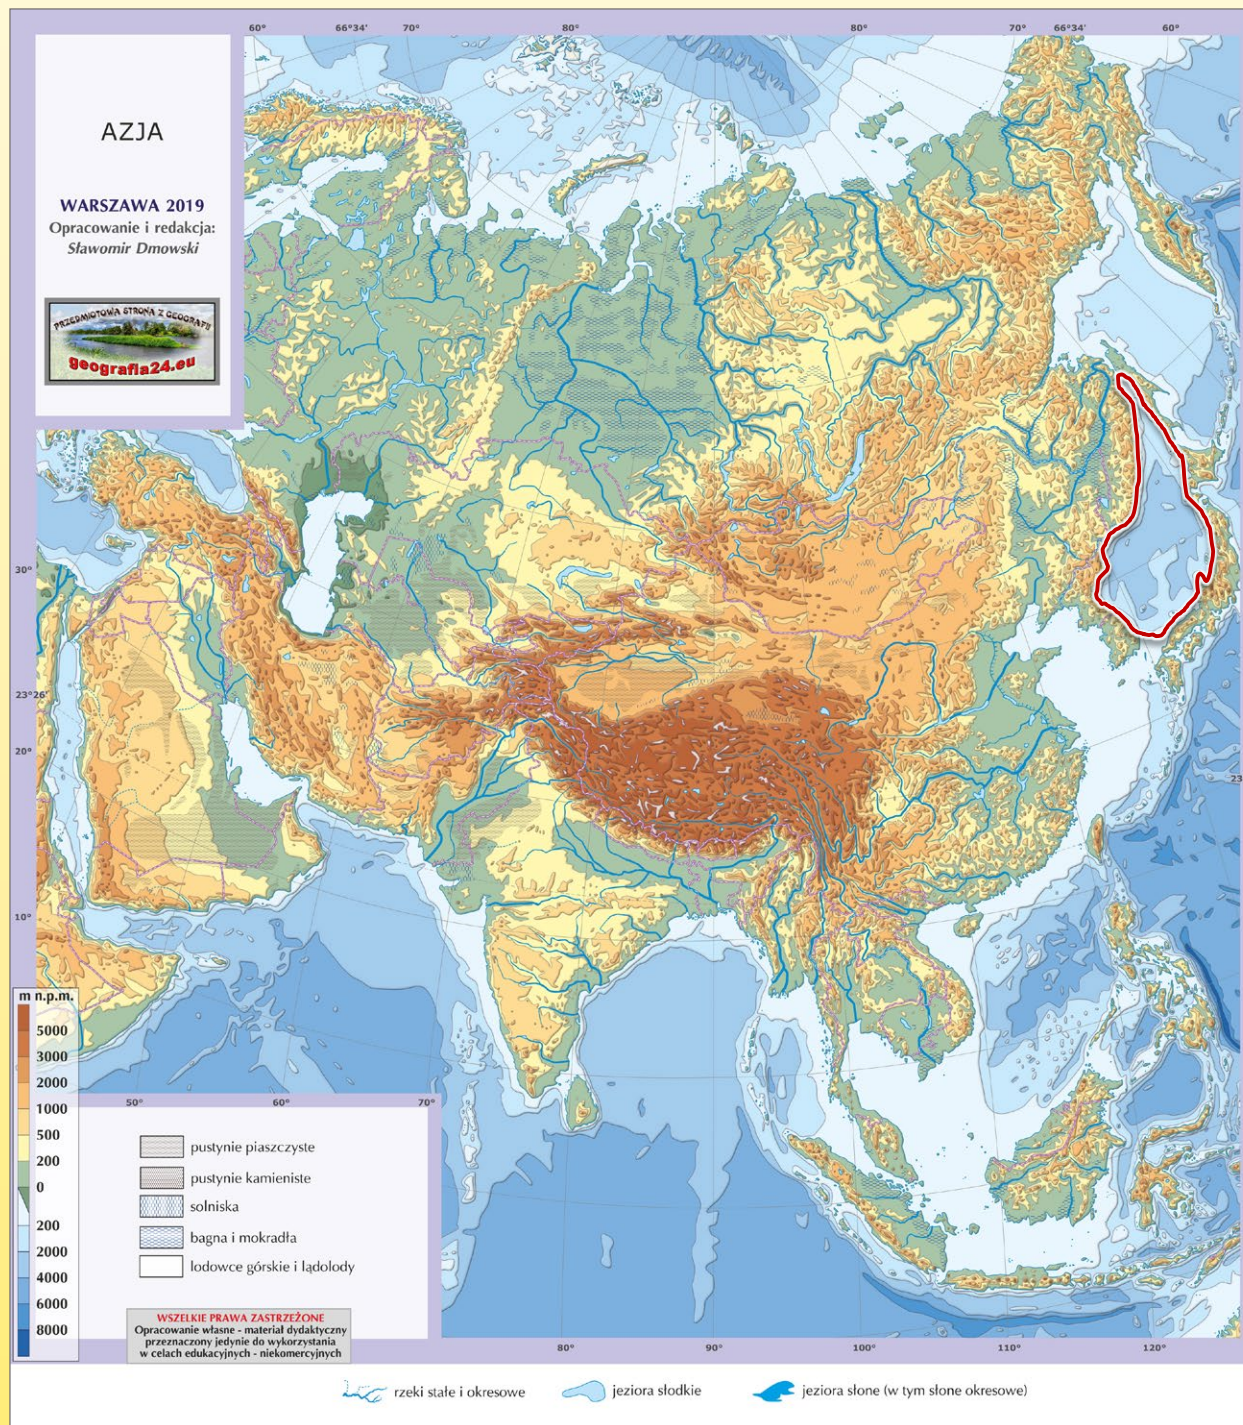 60° 66°34' 70° 80° 80° 70° 66°34' 60°
AZJA
WARSZAWA 2019
Opracowanie i redakcja:
Sławomir Dmowski
PRZEDMIOTOWA STRONA Z GEOGRAFII
geografia24.eu
30°
23°26'
20°
10°
23
m n.p.m.
5000
3000
2000
1000
500
200
0
200
2000
4000
6000
8000
50° 60° 70°
pustynie piaszczyste
pustynie kamieniste
solniska
bagna i mokradła
lodowce górskie i lądolody
WSZELKIE PRAWA ZASTRZEŻONE
Opracowanie własne - materiał dydaktyczny
przeznaczony jedynie do wykorzystania
w celach edukacyjnych - niekomercyjnych
80° 90° 100° 110° 120°
rzeki stałe i okresowe
jeziora słodkie
jeziora słone (w tym słone okresowe)